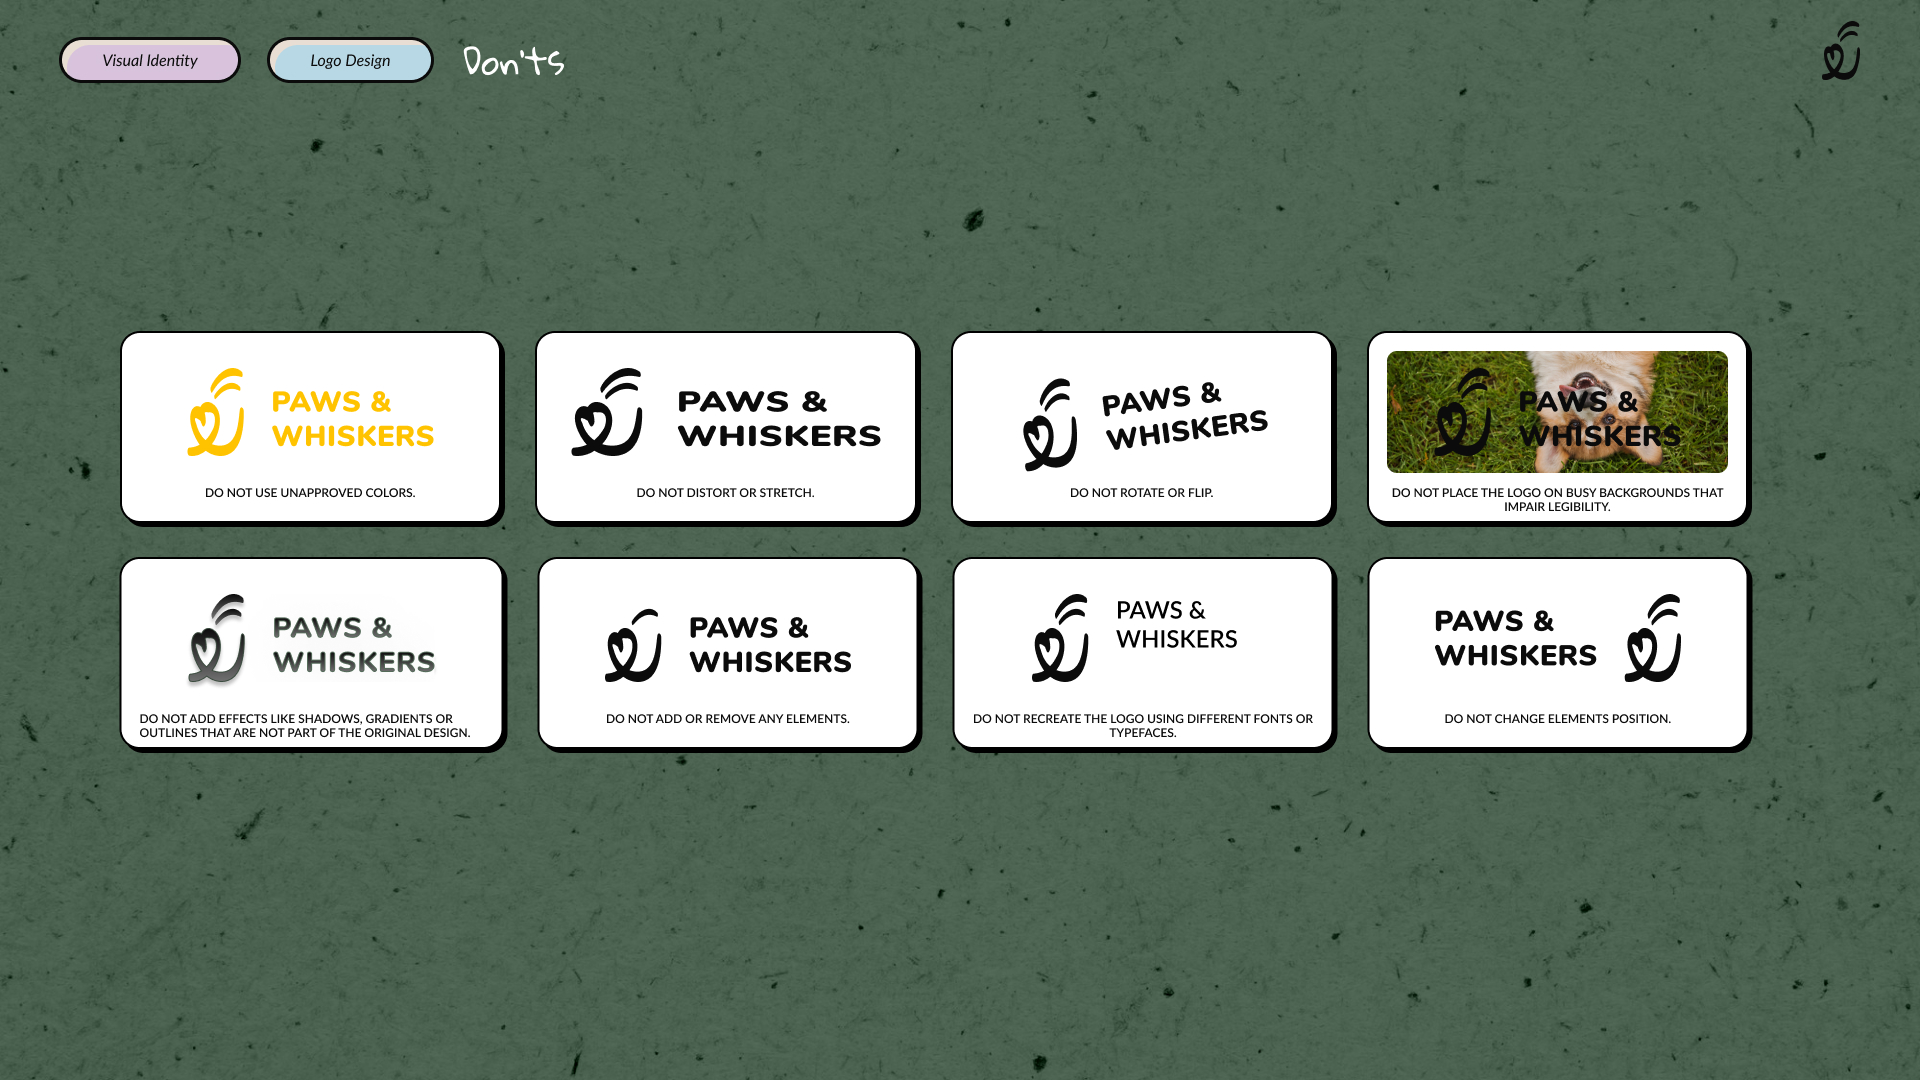 Visual Identity
Logo Design
Don'ts
PAWS &
WHISKERS
DO NOT USE UNAPPROVED COLORS.
PAWS &
WHISKERS
DO NOT DISTORT OR STRETCH.
PAWS &
WHISKERS
DO NOT ROTATE OR FLIP.
PAWS &
WHISKERS
DO NOT PLACE THE LOGO ON BUSY BACKGROUNDS THAT
IMPAIR LEGIBILITY.
PAWS &
WHISKERS
DO NOT ADD EFFECTS LIKE SHADOWS, GRADIENTS OR
OUTLINES THAT ARE NOT PART OF THE ORIGINAL DESIGN.
PAWS &
WHISKERS
DO NOT ADD OR REMOVE ANY ELEMENTS.
PAWS &
WHISKERS
DO NOT RECREATE THE LOGO USING DIFFERENT FONTS OR
TYPEFACES.
PAWS &
WHISKERS
DO NOT CHANGE ELEMENTS POSITION.